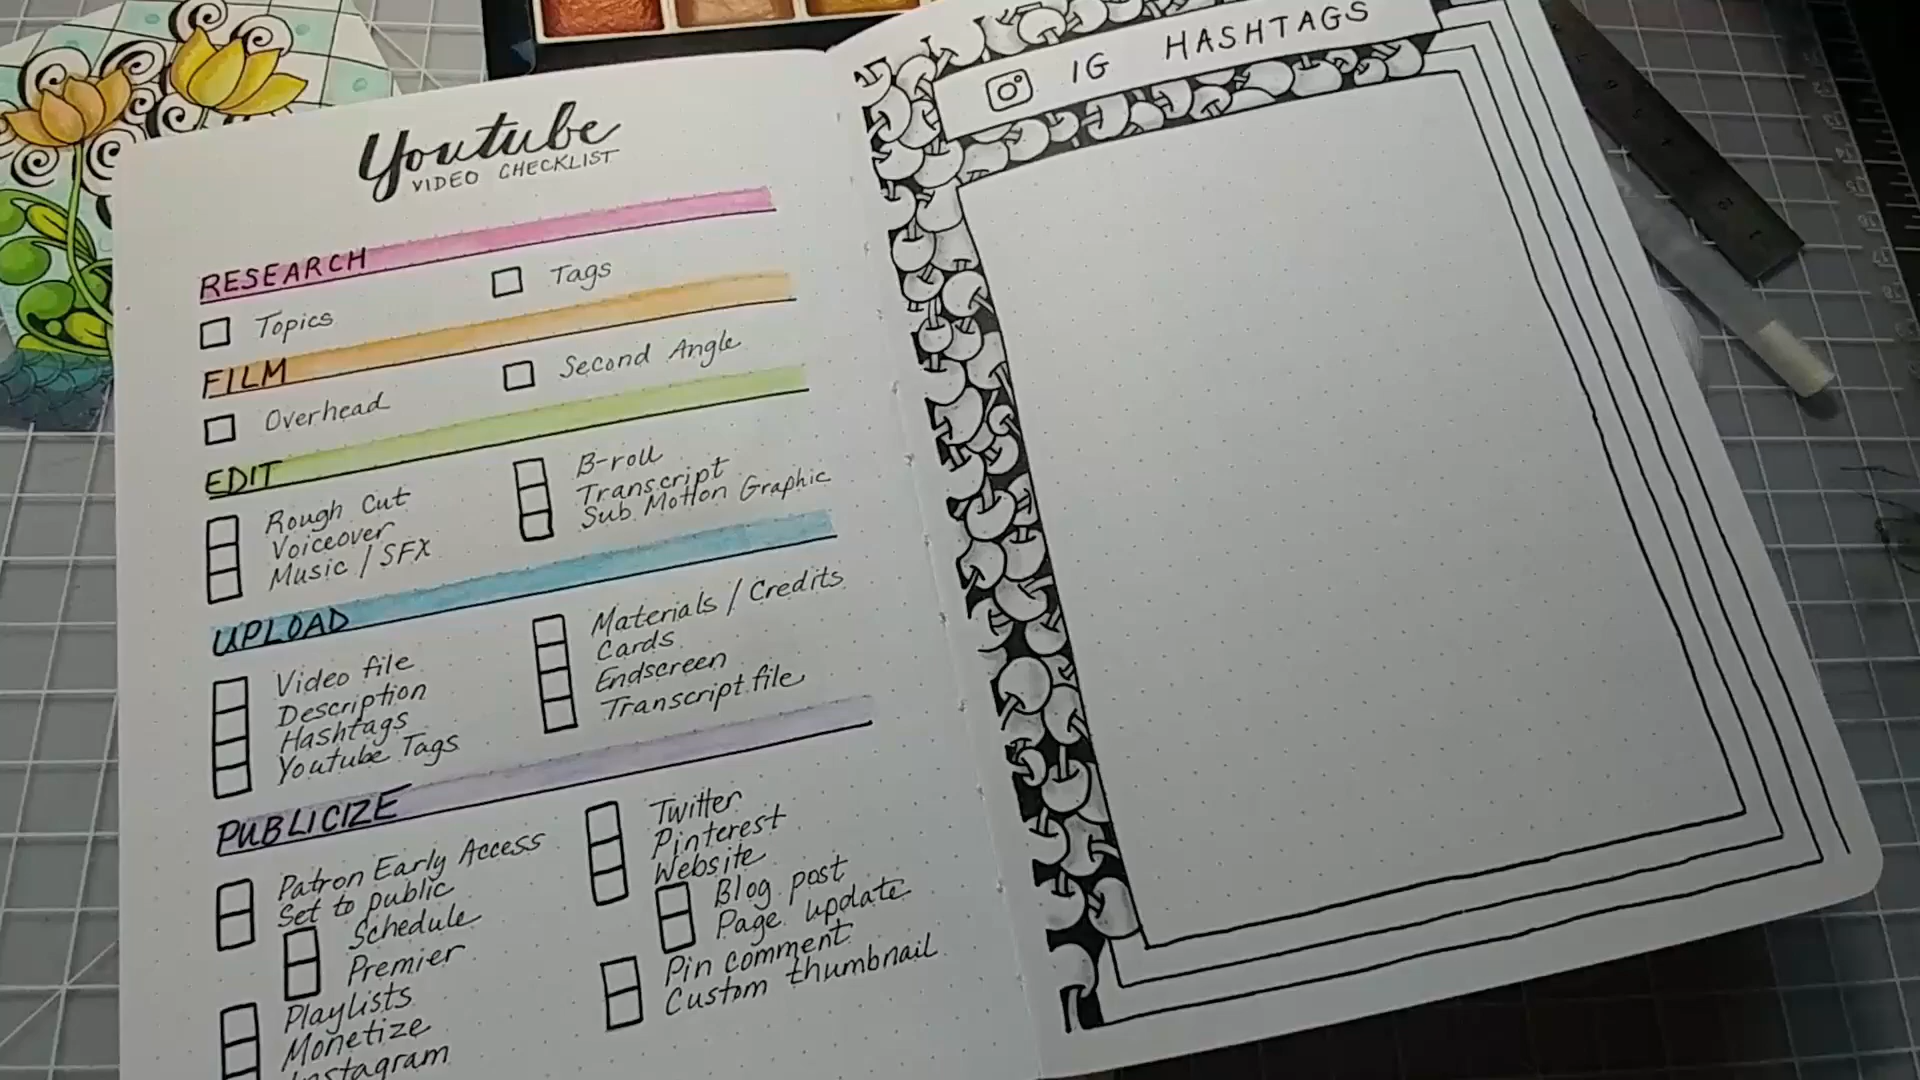 Youtube
VIDEO CHECKLIST
RESEARCH
Topics
Tags
FILM
Overhead
Second Angle
EDIT
Rough Cut
Voiceover
Music / SFX
B-roll
Transcript
Sub Motion Graphic
UPLOAD
Video file
Description
Hashtags
Youtube Tags
Materials / Credits
Cards
Endscreen
Transcript file
PUBLICIZE
Patron Early Access
Set to public
Schedule
Premier
Playlists
Monetize
Instagram
Twitter
Pinterest
Website
Blog post
Page update
Pin comment
Custom thumbnail
IG HASHTAGS